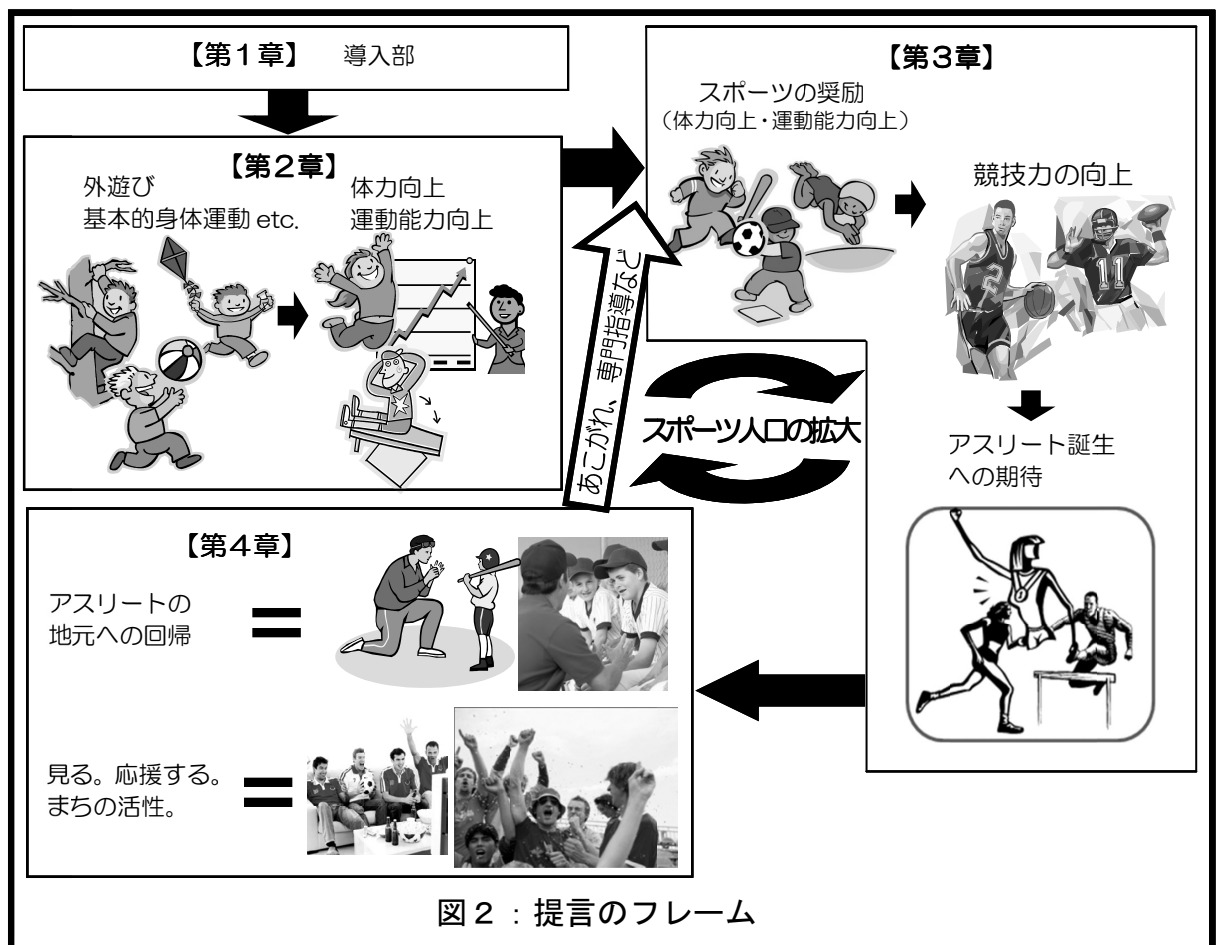 【第1章】 導入部
【第2章】
外遊び
基本的身体運動 etc.
体力向上
運動能力向上
【第3章】
スポーツの奨励
（体力向上・運動能力向上）
競技力の向上
2
11
アスリート誕生
への期待
あこがれ、専門指導など
スポーツ人口の拡大
【第4章】
アスリートの
地元への回帰
＝
見る。応援する。
まちの活性。
＝
図2：提言のフレーム